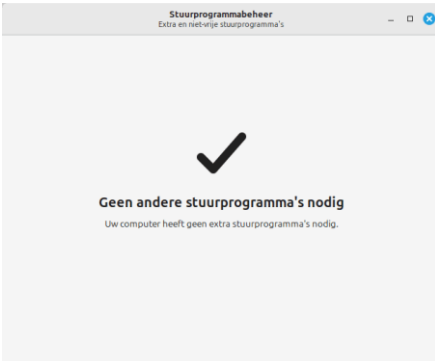 Stuurprogrammabeheer
Extra en niet-vrije stuurprogramma's
Geen andere stuurprogramma's nodig
Uw computer heeft geen extra stuurprogramma's nodig.